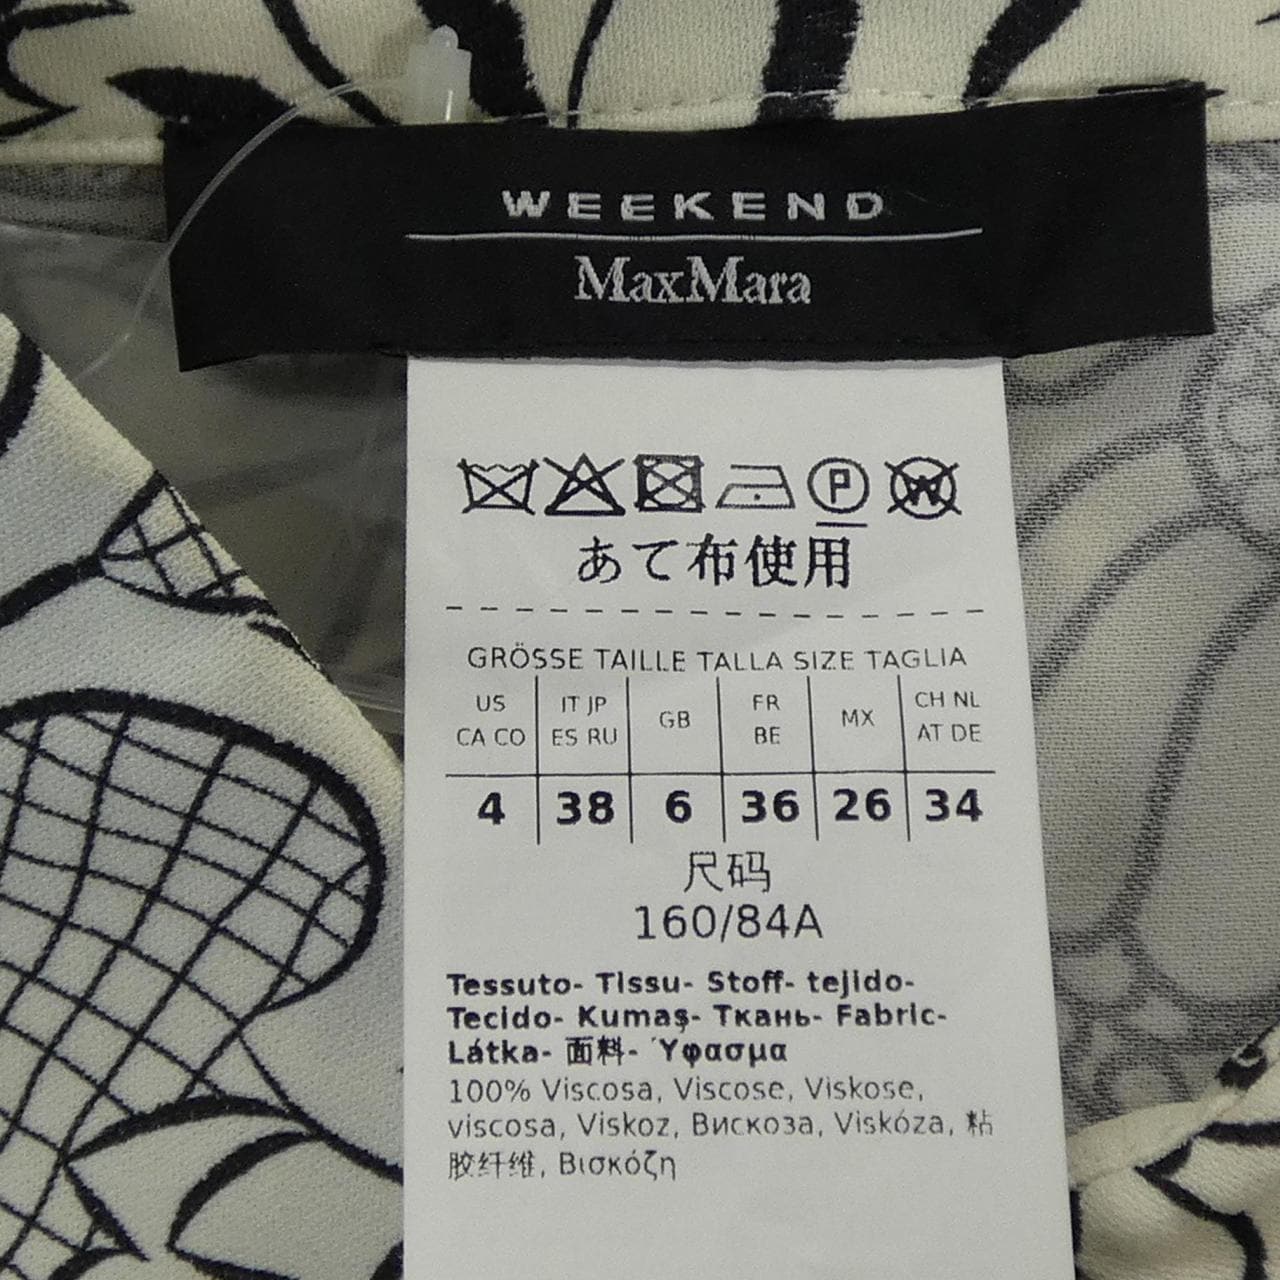 WEEKEND
MaxMara
P W
あて布使用
GRÖSSE TAILLE TALLA SIZE TAGLIA
US CA CO IT JP ES RU GB FR BE MX CH NL AT DE
4 38 6 36 26 34
尺码
160/84A
Tessuto- Tissu- Stoff- tejido-
Tecido- Kumaş- Ткань- Fabric-
Látka- 面料- Ύφασμα
100% Viscosa, Viscose, Viskose,
viscosa, Viskoz, Вискоза, Viskóza, 粘
胶纤维, Βισκόζη